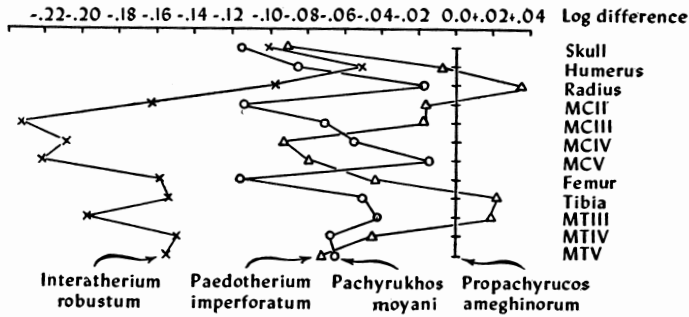 -.22 -.20 -.18 -.16 -.14 -.12 -.10 -.08 -.06 -.04 -.02 0.0 +.02 +.04 Log difference
Skull
Humerus
Radius
MCII
MCIII
MCIV
MCV
Femur
Tibia
MTIII
MTIV
MTV
Interatherium robustum
Paedotherium imperforatum
Pachyrukhos moyani
Propachyrucos ameghinorum